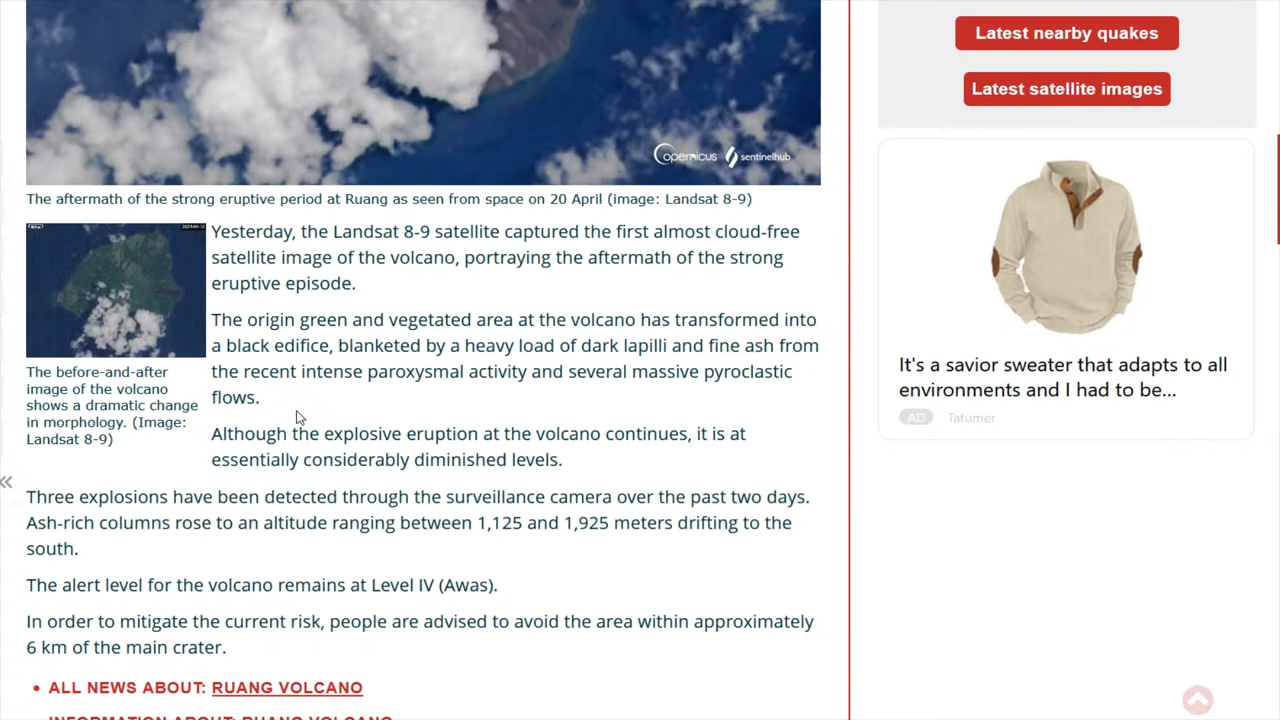 Latest nearby quakes
Latest satellite images
opernicus sentinelhub
The aftermath of the strong eruptive period at Ruang as seen from space on 20 April (image: Landsat 8-9)
Yesterday, the Landsat 8-9 satellite captured the first almost cloud-free
satellite image of the volcano, portraying the aftermath of the strong
eruptive episode.
The origin green and vegetated area at the volcano has transformed into
a black edifice, blanketed by a heavy load of dark lapilli and fine ash from
the recent intense paroxysmal activity and several massive pyroclastic
flows.
The before-and-after
image of the volcano
shows a dramatic change
in morphology. (Image:
Landsat 8-9)
Although the explosive eruption at the volcano continues, it is at
essentially considerably diminished levels.
Three explosions have been detected through the surveillance camera over the past two days.
Ash-rich columns rose to an altitude ranging between 1,125 and 1,925 meters drifting to the
south.
The alert level for the volcano remains at Level IV (Awas).
In order to mitigate the current risk, people are advised to avoid the area within approximately
6 km of the main crater.
• ALL NEWS ABOUT: RUANG VOLCANO
INFORMATION ABOUT: RUANG VOLCANO
It's a savior sweater that adapts to all
environments and I had to be...
AD Tatumer